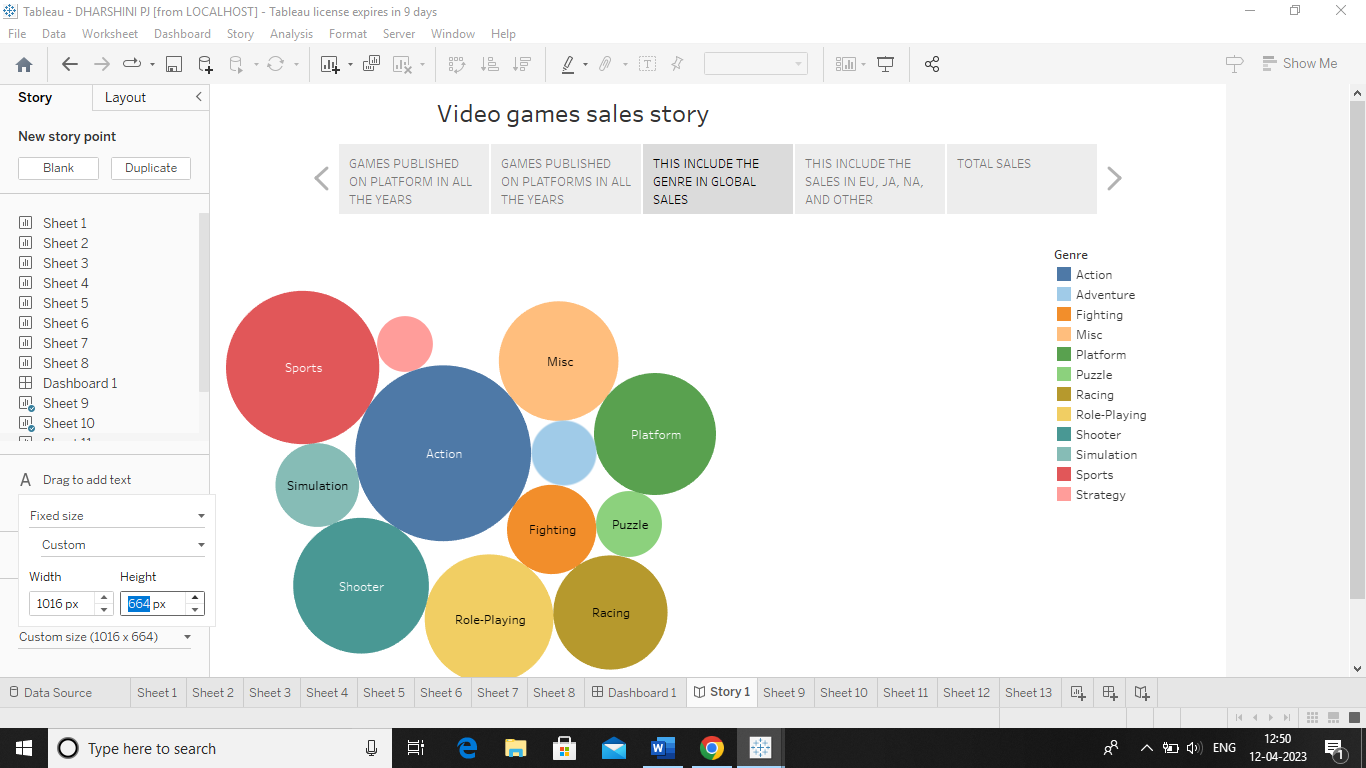 Tableau - DHARSHINI PJ [from LOCALHOST] - Tableau license expires in 9 days
File Data Worksheet Dashboard Story Analysis Format Server Window Help
Show Me
Story Layout
New story point
Blank Duplicate
Sheet 1
Sheet 2
Sheet 3
Sheet 4
Sheet 5
Sheet 6
Sheet 7
Sheet 8
Dashboard 1
Sheet 9
Sheet 10
Sheet 11
A Drag to add text
Fixed size
Custom
Width Height
1016 px 664 px
Custom size (1016 x 664)
Video games sales story
GAMES PUBLISHED
ON PLATFORM IN ALL
THE YEARS
GAMES PUBLISHED
ON PLATFORMS IN ALL
THE YEARS
THIS INCLUDE THE
GENRE IN GLOBAL
SALES
THIS INCLUDE THE
SALES IN EU, JA, NA,
AND OTHER
TOTAL SALES
Sports
Misc
Platform
Action
Simulation
Fighting
Puzzle
Shooter
Role-Playing
Racing
Genre
Action
Adventure
Fighting
Misc
Platform
Puzzle
Racing
Role-Playing
Shooter
Simulation
Sports
Strategy
Data Source Sheet 1 Sheet 2 Sheet 3 Sheet 4 Sheet 5 Sheet 6 Sheet 7 Sheet 8 Dashboard 1 Story 1 Sheet 9 Sheet 10 Sheet 11 Sheet 12 Sheet 13
Type here to search
ENG
12:50
12-04-2023
1